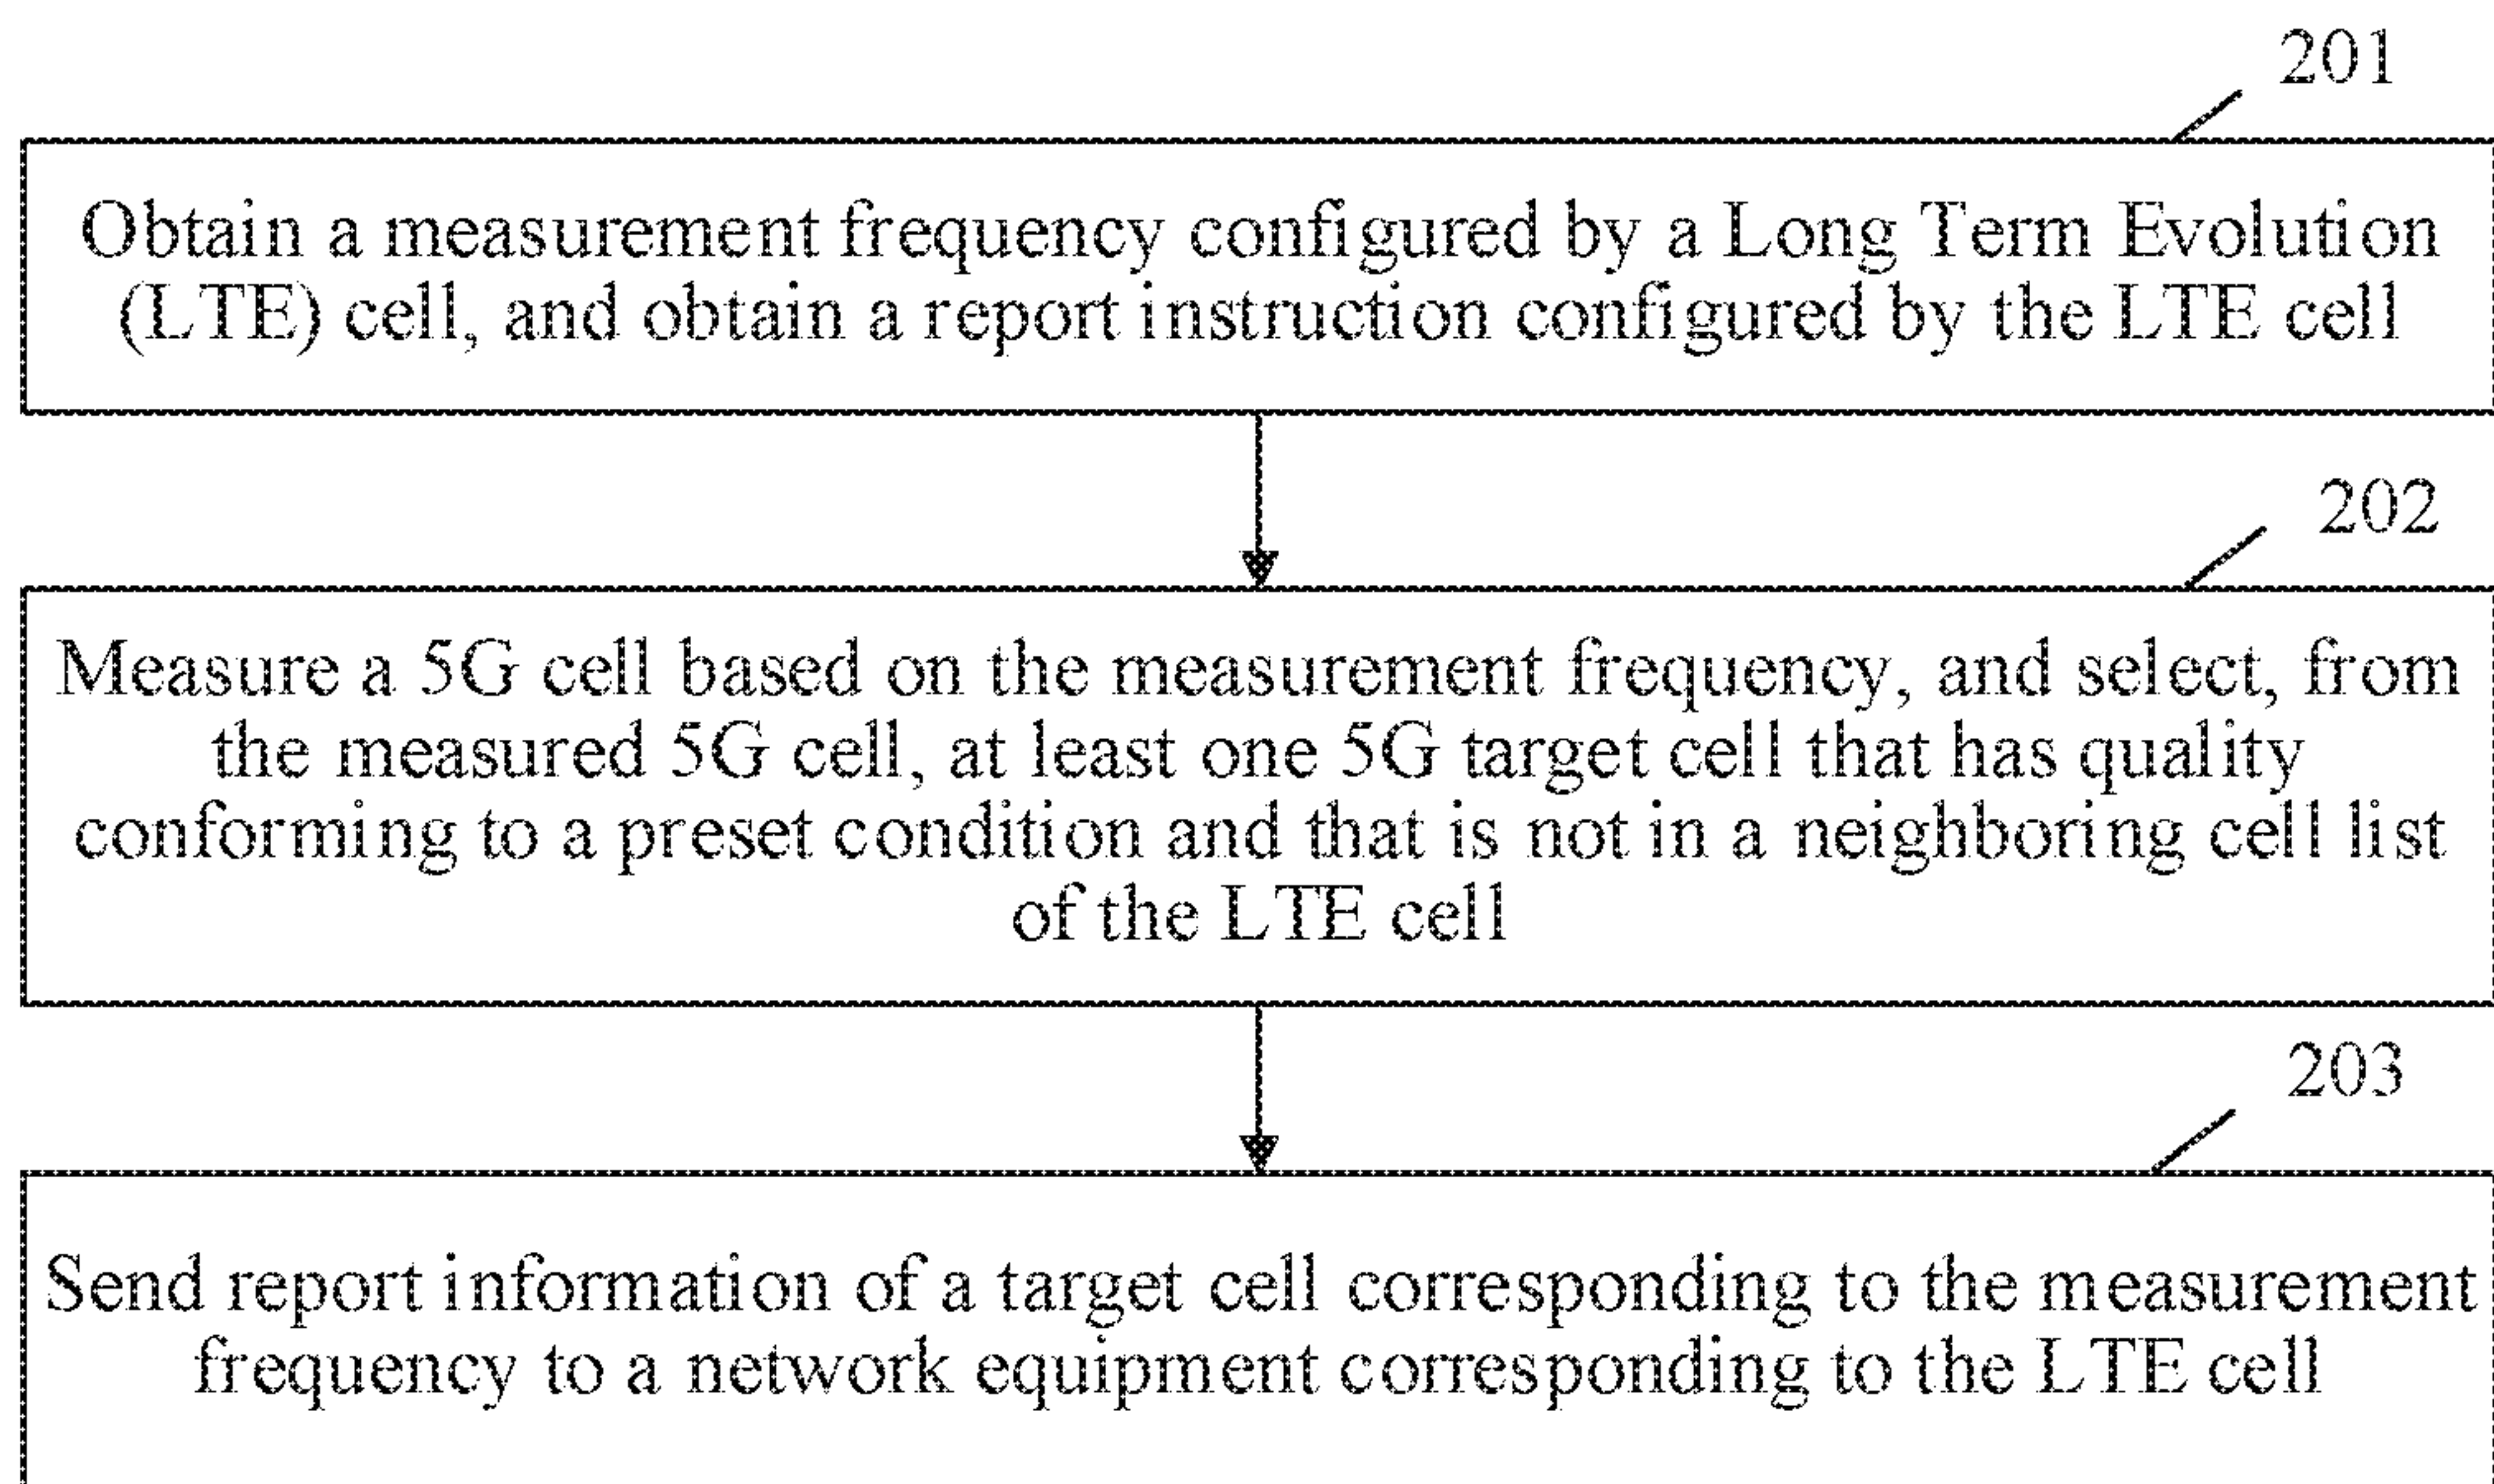 201
Obtain a measurement frequency configured by a Long Term Evolution
(LTE) cell, and obtain a report instruction configured by the LTE cell
202
Measure a 5G cell based on the measurement frequency, and select, from
the measured 5G cell, at least one 5G target cell that has quality
conforming to a preset condition and that is not in a neighboring cell list
of the LTE cell
203
Send report information of a target cell corresponding to the measurement
frequency to a network equipment corresponding to the LTE cell